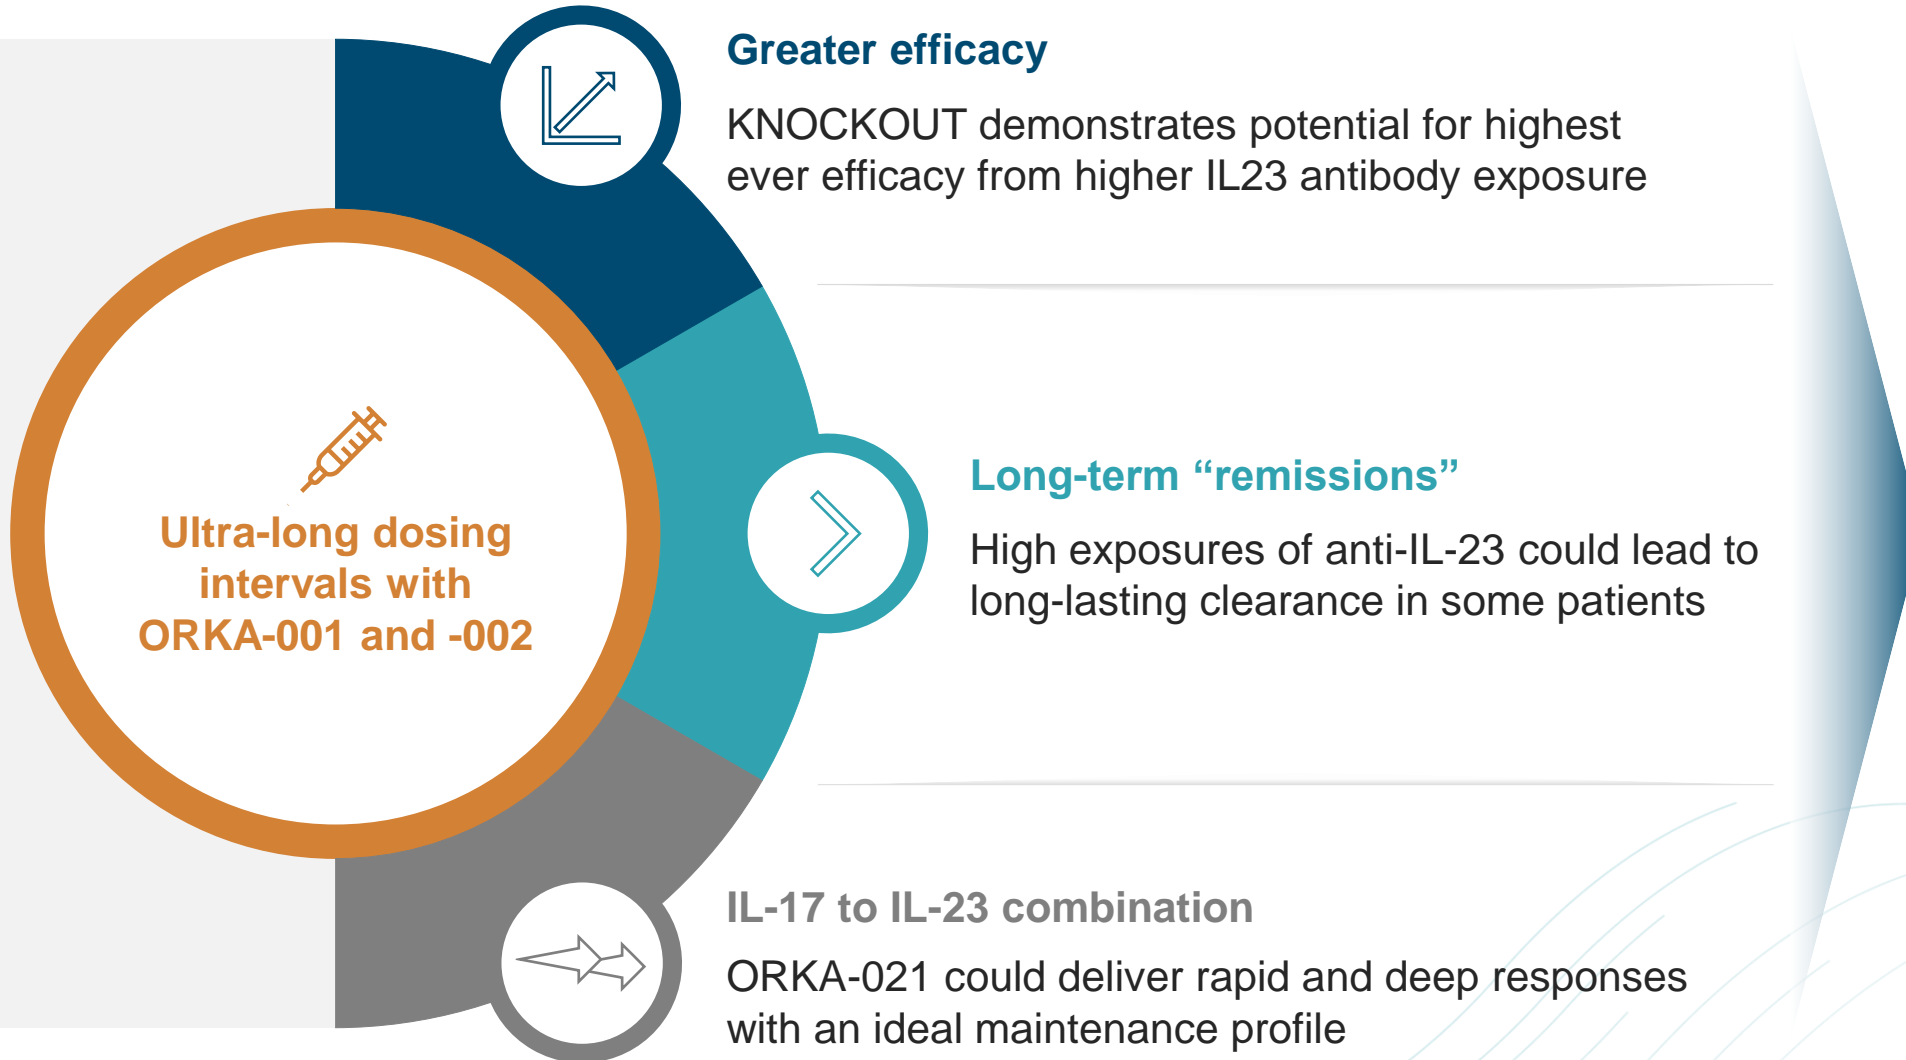 Greater efficacy
KNOCKOUT demonstrates potential for highest
ever efficacy from higher IL23 antibody exposure
Ultra-long dosing
intervals with
ORKA-001 and -002
Long-term “remissions”
High exposures of anti-IL-23 could lead to
long-lasting clearance in some patients
IL-17 to IL-23 combination
ORKA-021 could deliver rapid and deep responses
with an ideal maintenance profile